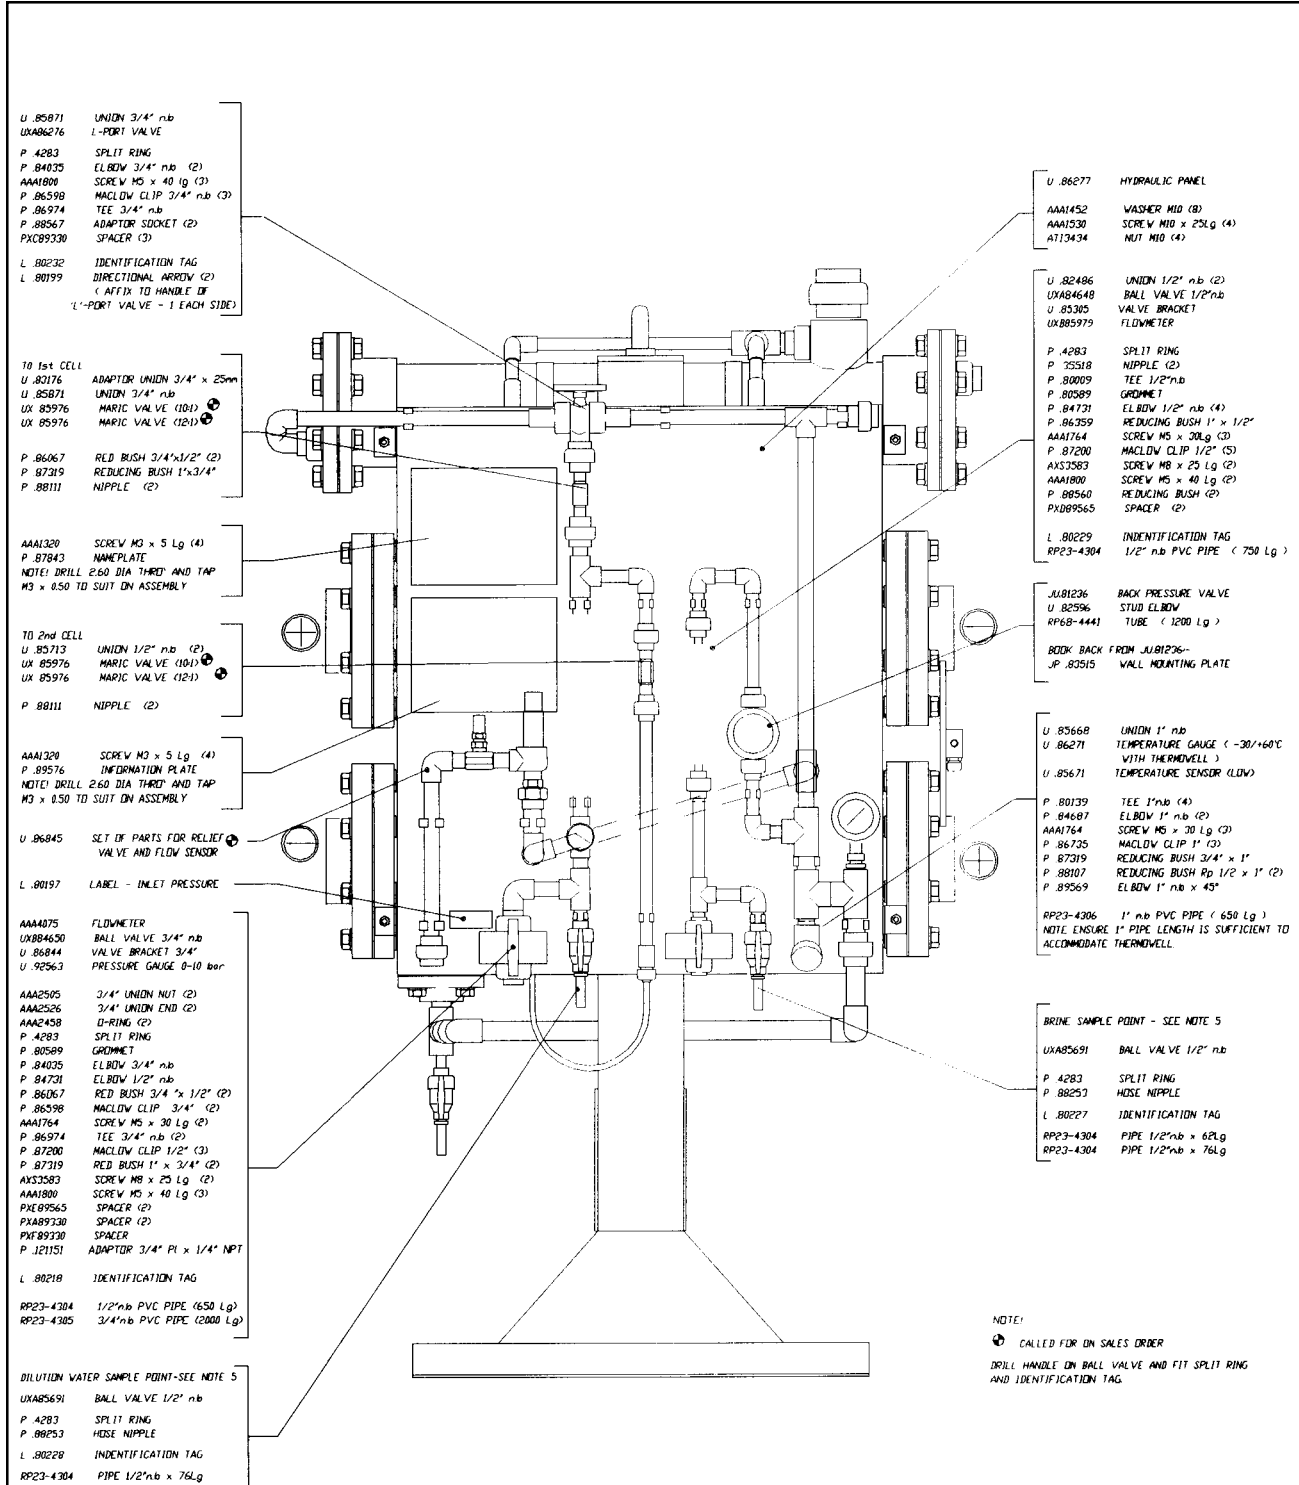 U .85871 UNION 3/4" n.b
UXA86276 L-PORT VALVE
P .4283 SPLIT RING
P .84035 ELBOW 3/4" n.b (2)
AAA1800 SCREW M5 x 40 lg (3)
P .86598 MACLOW CLIP 3/4" n.b (3)
P .86974 TEE 3/4" n.b
P .88567 ADAPTOR SOCKET (2)
PXC89330 SPACER (3)
L .80232 IDENTIFICATION TAG
L .80199 DIRECTIONAL ARROW (2)
( AFFIX TO HANDLE OF
'L'-PORT VALVE - 1 EACH SIDE)
TO 1st CELL
U .83176 ADAPTOR UNION 3/4" x 25mm
U .85871 UNION 3/4" n.b
UX 85976 MARIC VALVE (10:1)
UX 85976 MARIC VALVE (12:1)
P .86067 RED BUSH 3/4"x1/2" (2)
P .87319 REDUCING BUSH 1"x3/4"
P .88111 NIPPLE (2)
AAA1320 SCREW M3 x 5 Lg (4)
P .87843 NAMEPLATE
NOTE! DRILL 2.60 DIA THRO' AND TAP
M3 x 0.50 TO SUIT ON ASSEMBLY
TO 2nd CELL
U .85713 UNION 1/2" n.b (2)
UX 85976 MARIC VALVE (10:1)
UX 85976 MARIC VALVE (12:1)
P .88111 NIPPLE (2)
AAA1320 SCREW M3 x 5 Lg (4)
P .89576 INFORMATION PLATE
NOTE! DRILL 2.60 DIA THRO' AND TAP
M3 x 0.50 TO SUIT ON ASSEMBLY
U .86845 SET OF PARTS FOR RELIEF
VALVE AND FLOW SENSOR
L .80197 LABEL - INLET PRESSURE
AAA4075 FLOWMETER
UXB84650 BALL VALVE 3/4" n.b
U .86844 VALVE BRACKET 3/4"
U .92563 PRESSURE GAUGE 0-10 bar
AAA2505 3/4" UNION NUT (2)
AAA2526 3/4" UNION END (2)
AAA2458 O-RING (2)
P .4283 SPLIT RING
P .80589 GROMMET
P .84035 ELBOW 3/4" n.b
P .84731 ELBOW 1/2" n.b
P .86067 RED BUSH 3/4 "x 1/2" (2)
P .86598 MACLOW CLIP 3/4" (2)
AAA1764 SCREW M5 x 30 Lg (2)
P .86974 TEE 3/4" n.b (2)
P .87200 MACLOW CLIP 1/2" (3)
P .87319 RED BUSH 1" x 3/4" (2)
AXS3583 SCREW M8 x 25 Lg (2)
AAA1800 SCREW M5 x 40 Lg (3)
PXE89565 SPACER (2)
PXA89330 SPACER (2)
PXF89330 SPACER
P .121151 ADAPTOR 3/4" Pl x 1/4" NPT
L .80218 IDENTIFICATION TAG
RP23-4304 1/2"n.b PVC PIPE (650 Lg)
RP23-4305 3/4"n.b PVC PIPE (2000 Lg)
DILUTION WATER SAMPLE POINT-SEE NOTE 5
UXA85691 BALL VALVE 1/2" n.b
P .4283 SPLIT RING
P .88253 HOSE NIPPLE
L .80228 INDENTIFICATION TAG
RP23-4304 PIPE 1/2"n.b x 76Lg
U .86277 HYDRAULIC PANEL
AAA1452 WASHER M10 (8)
AAA1530 SCREW M10 x 25Lg (4)
AT13434 NUT M10 (4)
U .82486 UNION 1/2" n.b (2)
UXA84648 BALL VALVE 1/2"n.b
U .85305 VALVE BRACKET
UXB85979 FLOWMETER
P .4283 SPLIT RING
P 35518 NIPPLE (2)
P .80009 TEE 1/2"n.b
P .80589 GROMMET
P .84731 ELBOW 1/2" n.b (4)
P .86359 REDUCING BUSH 1" x 1/2"
AAA1764 SCREW M5 x 30Lg (3)
P .87200 MACLOW CLIP 1/2" (5)
AXS3583 SCREW M8 x 25 Lg (2)
AAA1800 SCREW M5 x 40 Lg (2)
P .88560 REDUCING BUSH (2)
PXD89565 SPACER (2)
L .80229 INDENTIFICATION TAG
RP23-4304 1/2" n.b PVC PIPE ( 750 Lg )
JU.81236 BACK PRESSURE VALVE
U .82596 STUD ELBOW
RP68-4441 TUBE ( 1200 Lg )
BOOK BACK FROM JU.81236:-
JP .83515 WALL MOUNTING PLATE
U .85668 UNION 1" n.b
U .86271 TEMPERATURE GAUGE ( -30/+60°C
WITH THERMOWELL )
U .85671 TEMPERATURE SENSOR (LOW)
P .80139 TEE 1"n.b (4)
P .84687 ELBOW 1" n.b (2)
AAA1764 SCREW M5 x 30 Lg (3)
P .86735 MACLOW CLIP 1" (3)
P 87319 REDUCING BUSH 3/4" x 1"
P .88107 REDUCING BUSH Rp 1/2 x 1" (2)
P .89569 ELBOW 1" n.b x 45°
RP23-4306 1" n.b PVC PIPE ( 650 Lg )
NOTE ENSURE 1" PIPE LENGTH IS SUFFICIENT TO
ACCOMMODATE THERMOWELL.
BRINE SAMPLE POINT - SEE NOTE 5
UXA85691 BALL VALVE 1/2" n.b
P .4283 SPLIT RING
P .88253 HOSE NIPPLE
L .80227 IDENTIFICATION TAG
RP23-4304 PIPE 1/2"n.b x 62Lg
RP23-4304 PIPE 1/2"n.b x 76Lg
NOTE!
CALLED FOR ON SALES ORDER
DRILL HANDLE ON BALL VALVE AND FIT SPLIT RING
AND IDENTIFICATION TAG.